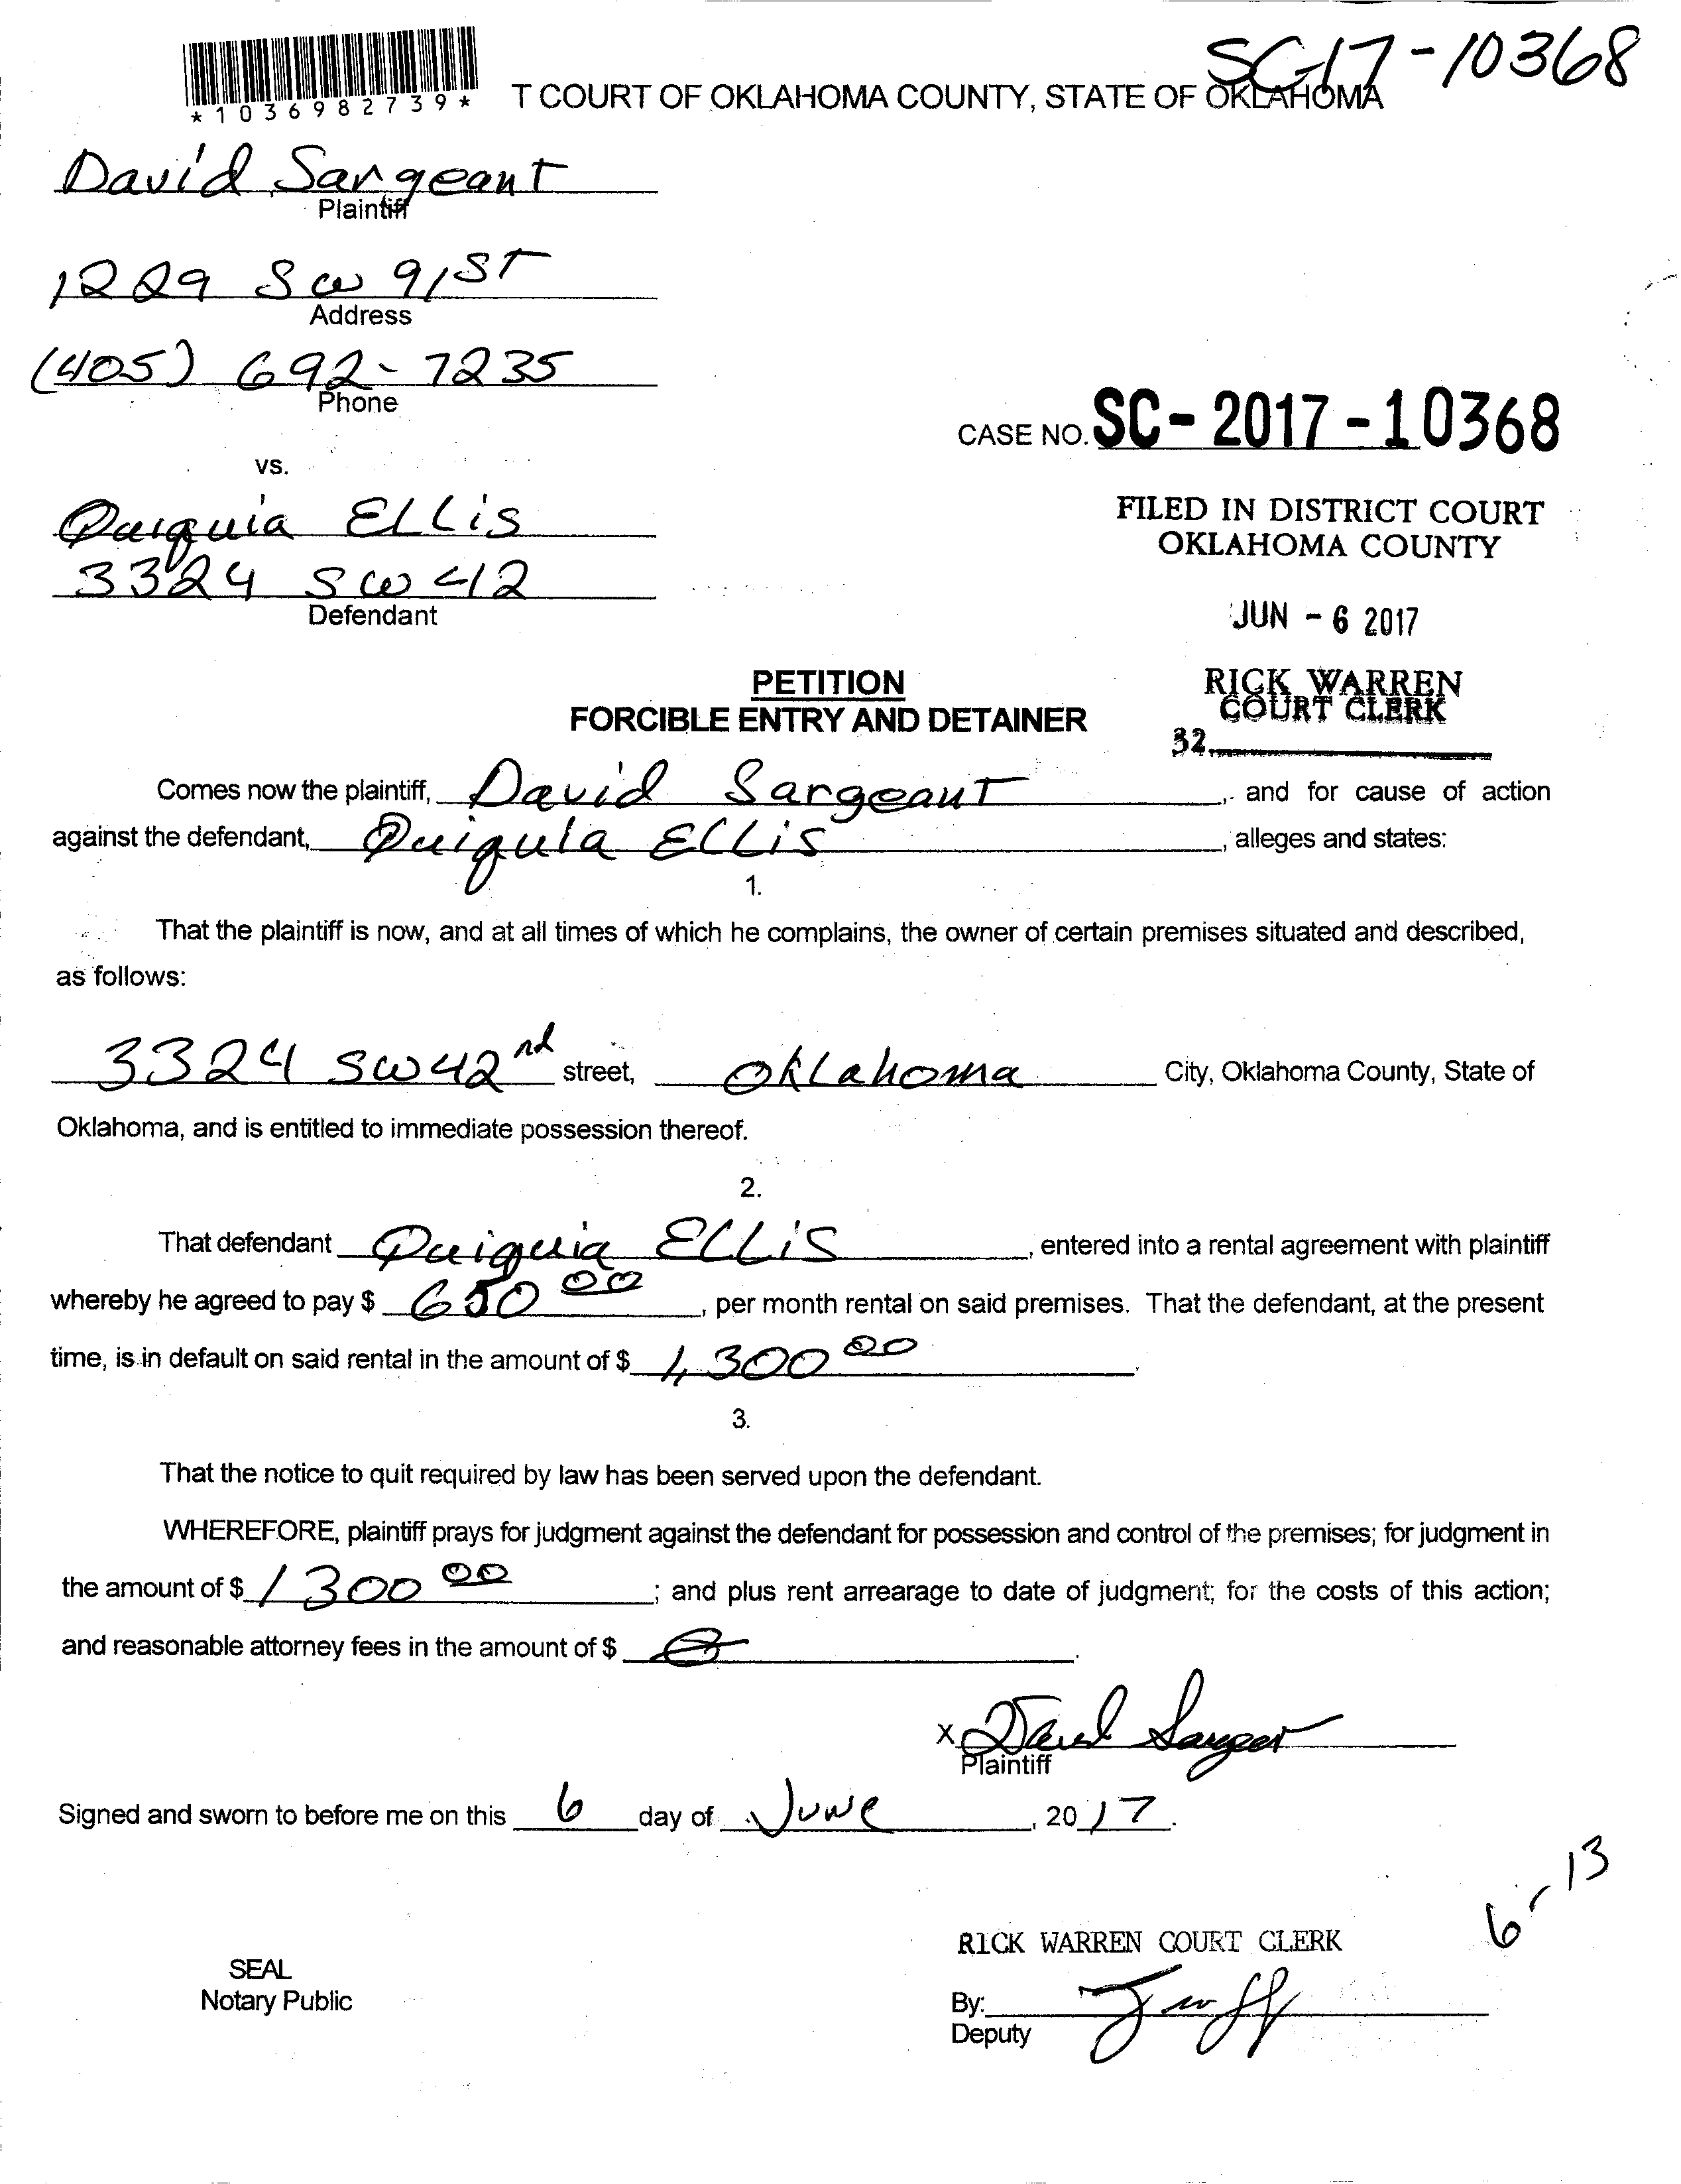 SC-17-10368
*1036982739*
T COURT OF OKLAHOMA COUNTY, STATE OF OKLAHOMA
David Sargeant
Plaintiff
1229 SW 91ST
Address
(405) 692-7235
Phone
CASE NO. SC-2017-10368
vs.
Quiquia ELLis
3324 SW 42
Defendant
FILED IN DISTRICT COURT
OKLAHOMA COUNTY
JUN - 6 2017
RICK WARREN
COURT CLERK
32
PETITION
FORCIBLE ENTRY AND DETAINER
Comes now the plaintiff, David Sargeant, and for cause of action
against the defendant, Quiquia ELLis, alleges and states:
1.
That the plaintiff is now, and at all times of which he complains, the owner of certain premises situated and described,
as follows:
3324 SW 42nd street, Oklahoma City, Oklahoma County, State of
Oklahoma, and is entitled to immediate possession thereof.
2.
That defendant Quiquia ELLis, entered into a rental agreement with plaintiff
whereby he agreed to pay $ 650 00, per month rental on said premises. That the defendant, at the present
time, is in default on said rental in the amount of $ 1,300 00.
3.
That the notice to quit required by law has been served upon the defendant.
WHEREFORE, plaintiff prays for judgment against the defendant for possession and control of the premises; for judgment in
the amount of $ 1300 00; and plus rent arrearage to date of judgment; for the costs of this action;
and reasonable attorney fees in the amount of $
X David Sargeant
Plaintiff
Signed and sworn to before me on this 6 day of June, 2017.
6-13
RICK WARREN COURT CLERK
SEAL
Notary Public
By:
Deputy